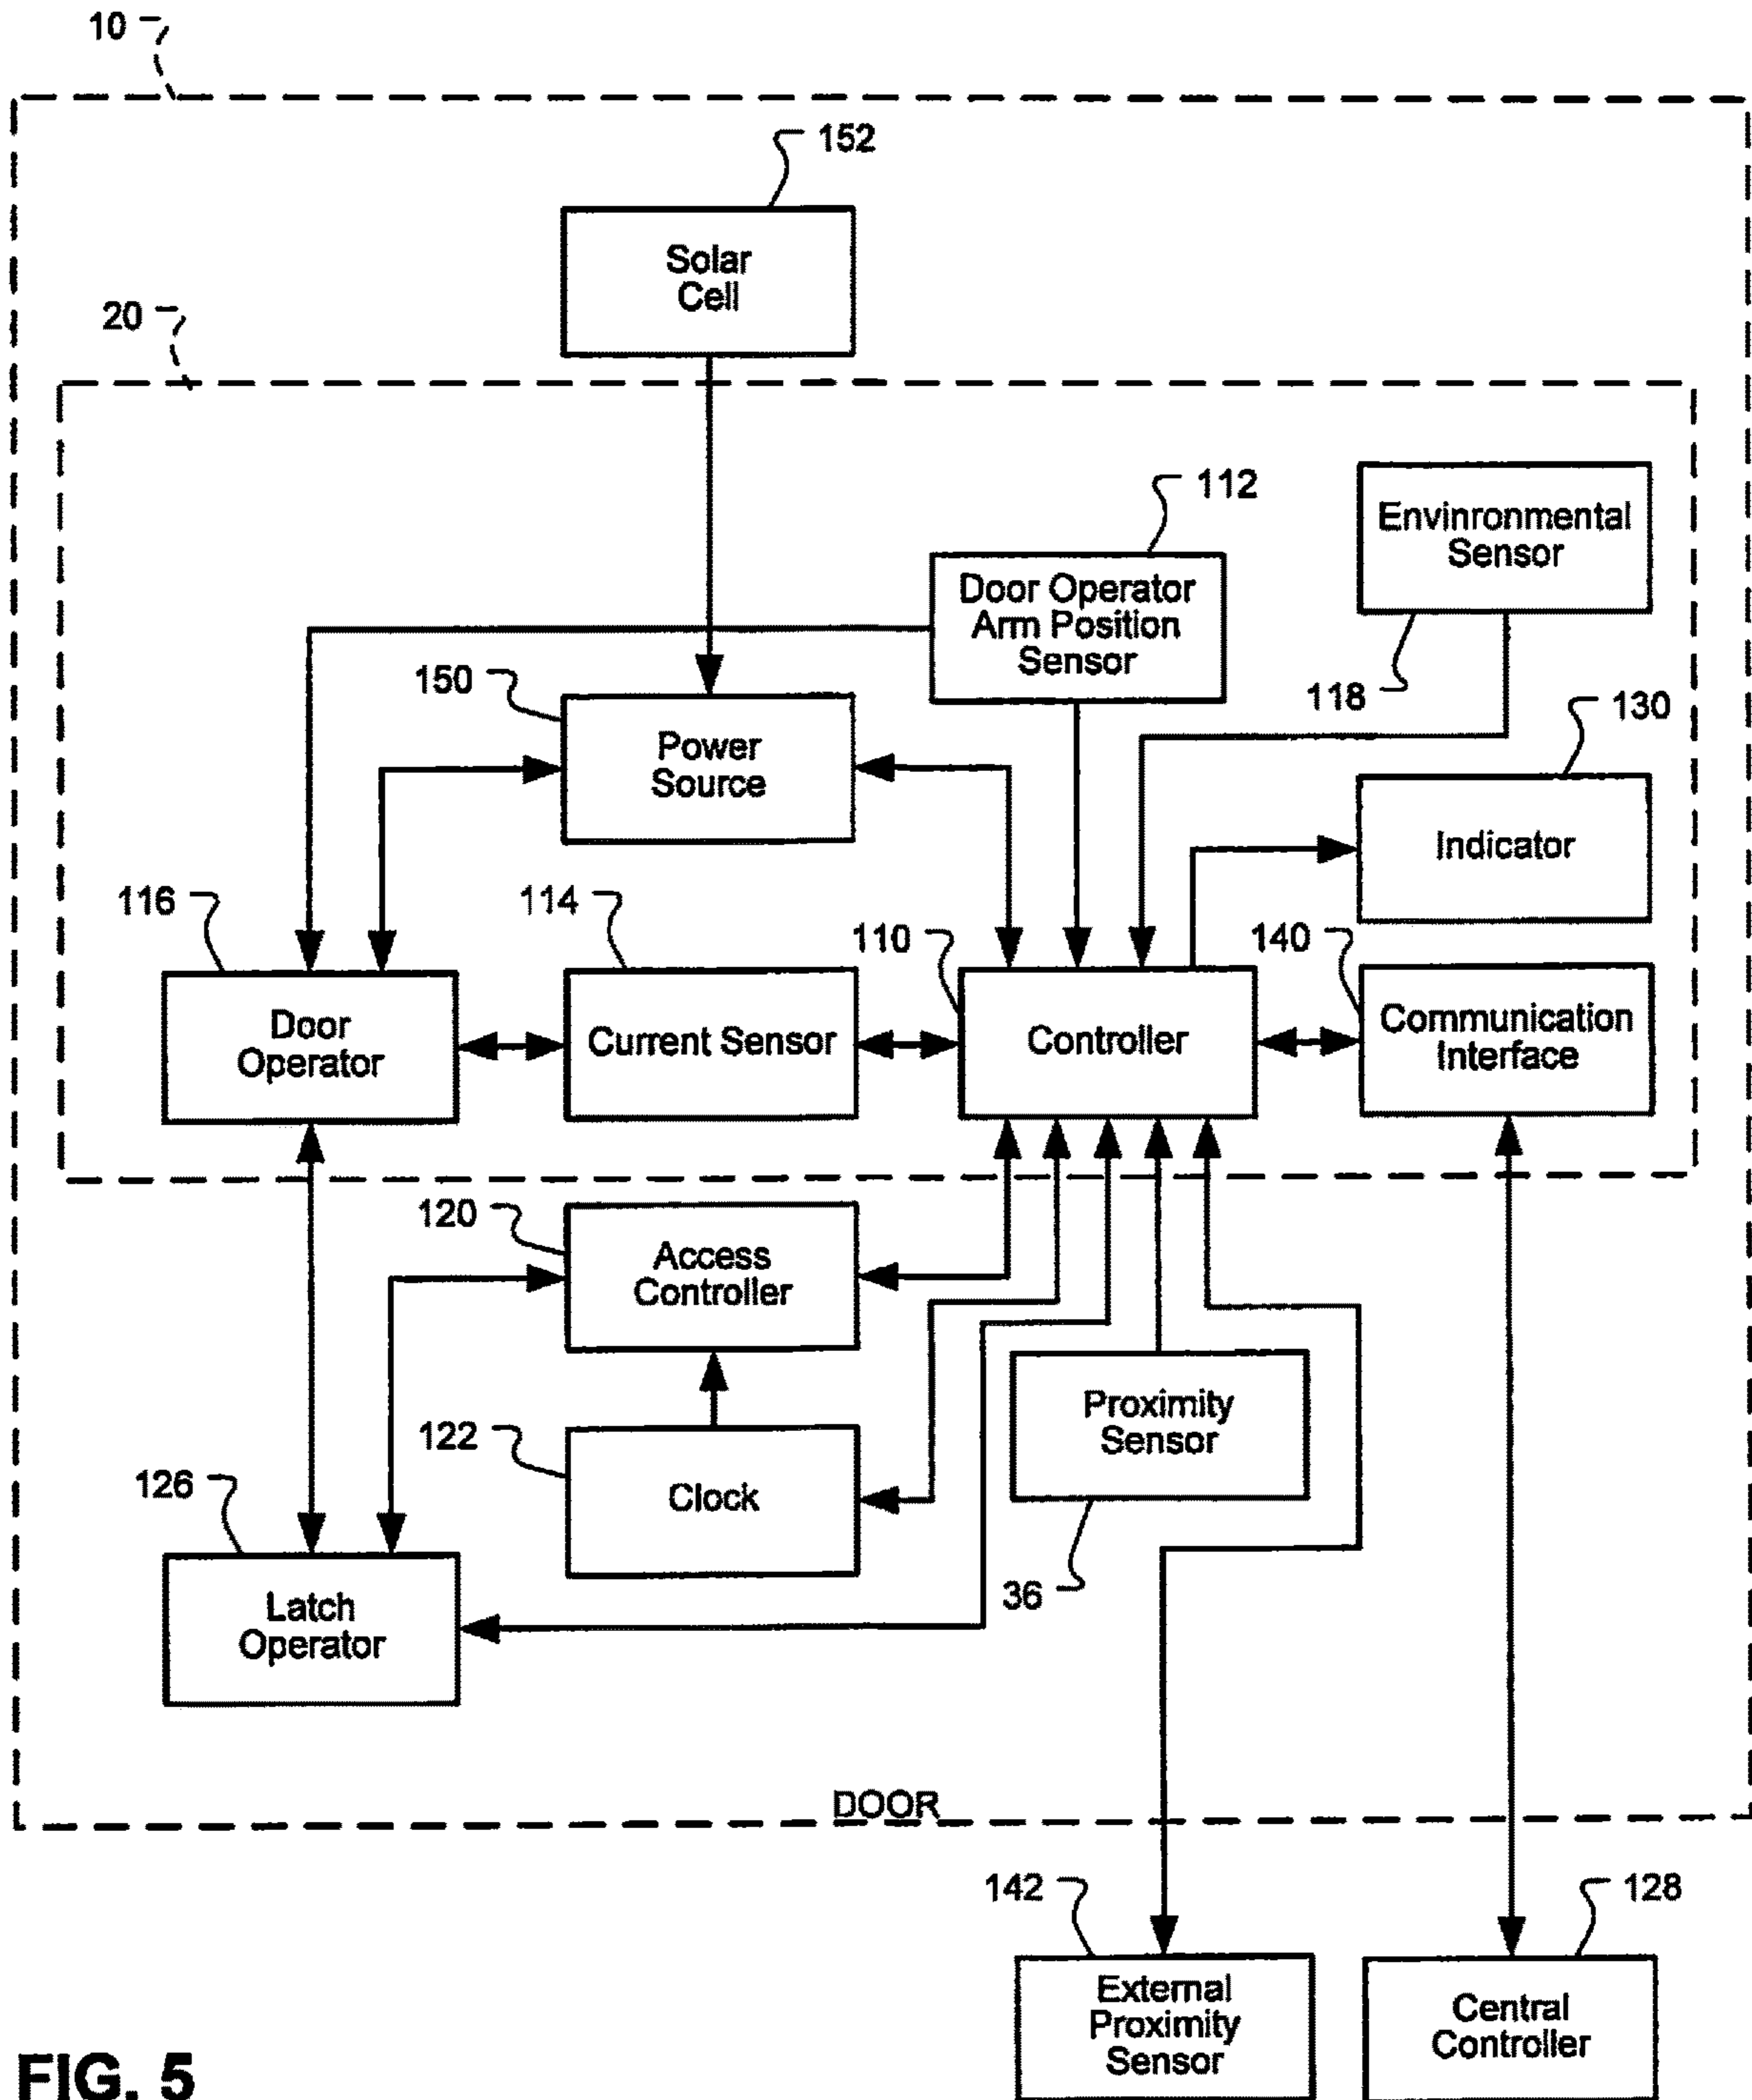 10
152
Solar
Cell
20
112
Envinronmental
Sensor
Door Operator
Arm Position
Sensor
118
150
130
Power
Source
Indicator
116
114
110
140
Door
Operator
Current Sensor
Controller
Communication
Interface
120
Access
Controller
Proximity
Sensor
122
Clock
126
36
Latch
Operator
DOOR
142
128
External
Proximity
Sensor
Central
Controller
FIG. 5